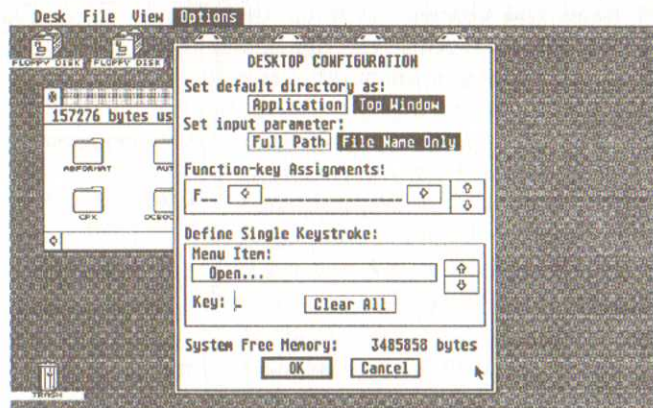 Desk File View Options
FLOPPY DISK FLOPPY DISK
DESKTOP CONFIGURATION
Set default directory as:
Application Top Window
157276 bytes us
Set input parameter:
Full Path File Name Only
Function-key Assignments:
ABFORMAT AUT
F__
CPX
Define Single Keystroke:
Menu Item:
Open...
Key: _
Clear All
System Free Memory: 3485858 bytes
OK Cancel
TRASH